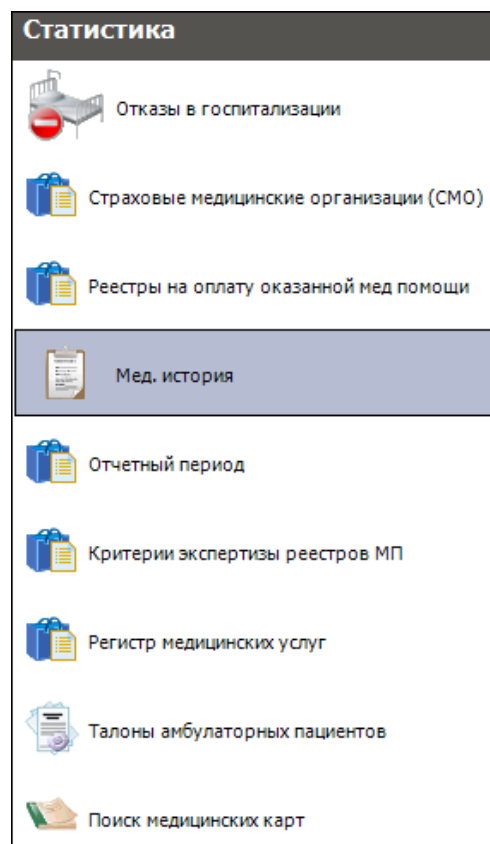 Статистика
Отказы в госпитализации
Страховые медицинские организации (СМО)
Реестры на оплату оказанной мед помощи
Мед. история
Отчетный период
Критерии экспертизы реестров МП
Регистр медицинских услуг
Талоны амбулаторных пациентов
Поиск медицинских карт